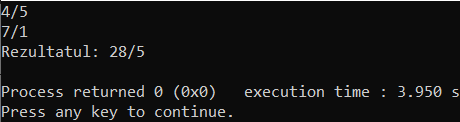 4/5
7/1
Rezultatul: 28/5
Process returned 0 (0x0)   execution time : 3.950 s
Press any key to continue.